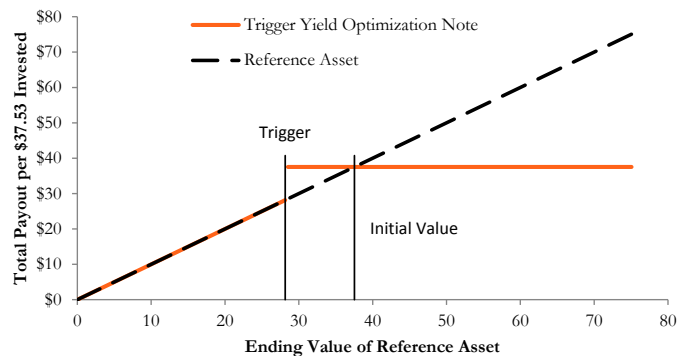 $80
$70
$60
$50
$40
$30
$20
$10
$0
Total Payout per $37.53 Invested
Trigger Yield Optimization Note
Reference Asset
Trigger
Initial Value
0 10 20 30 40 50 60 70 80
Ending Value of Reference Asset